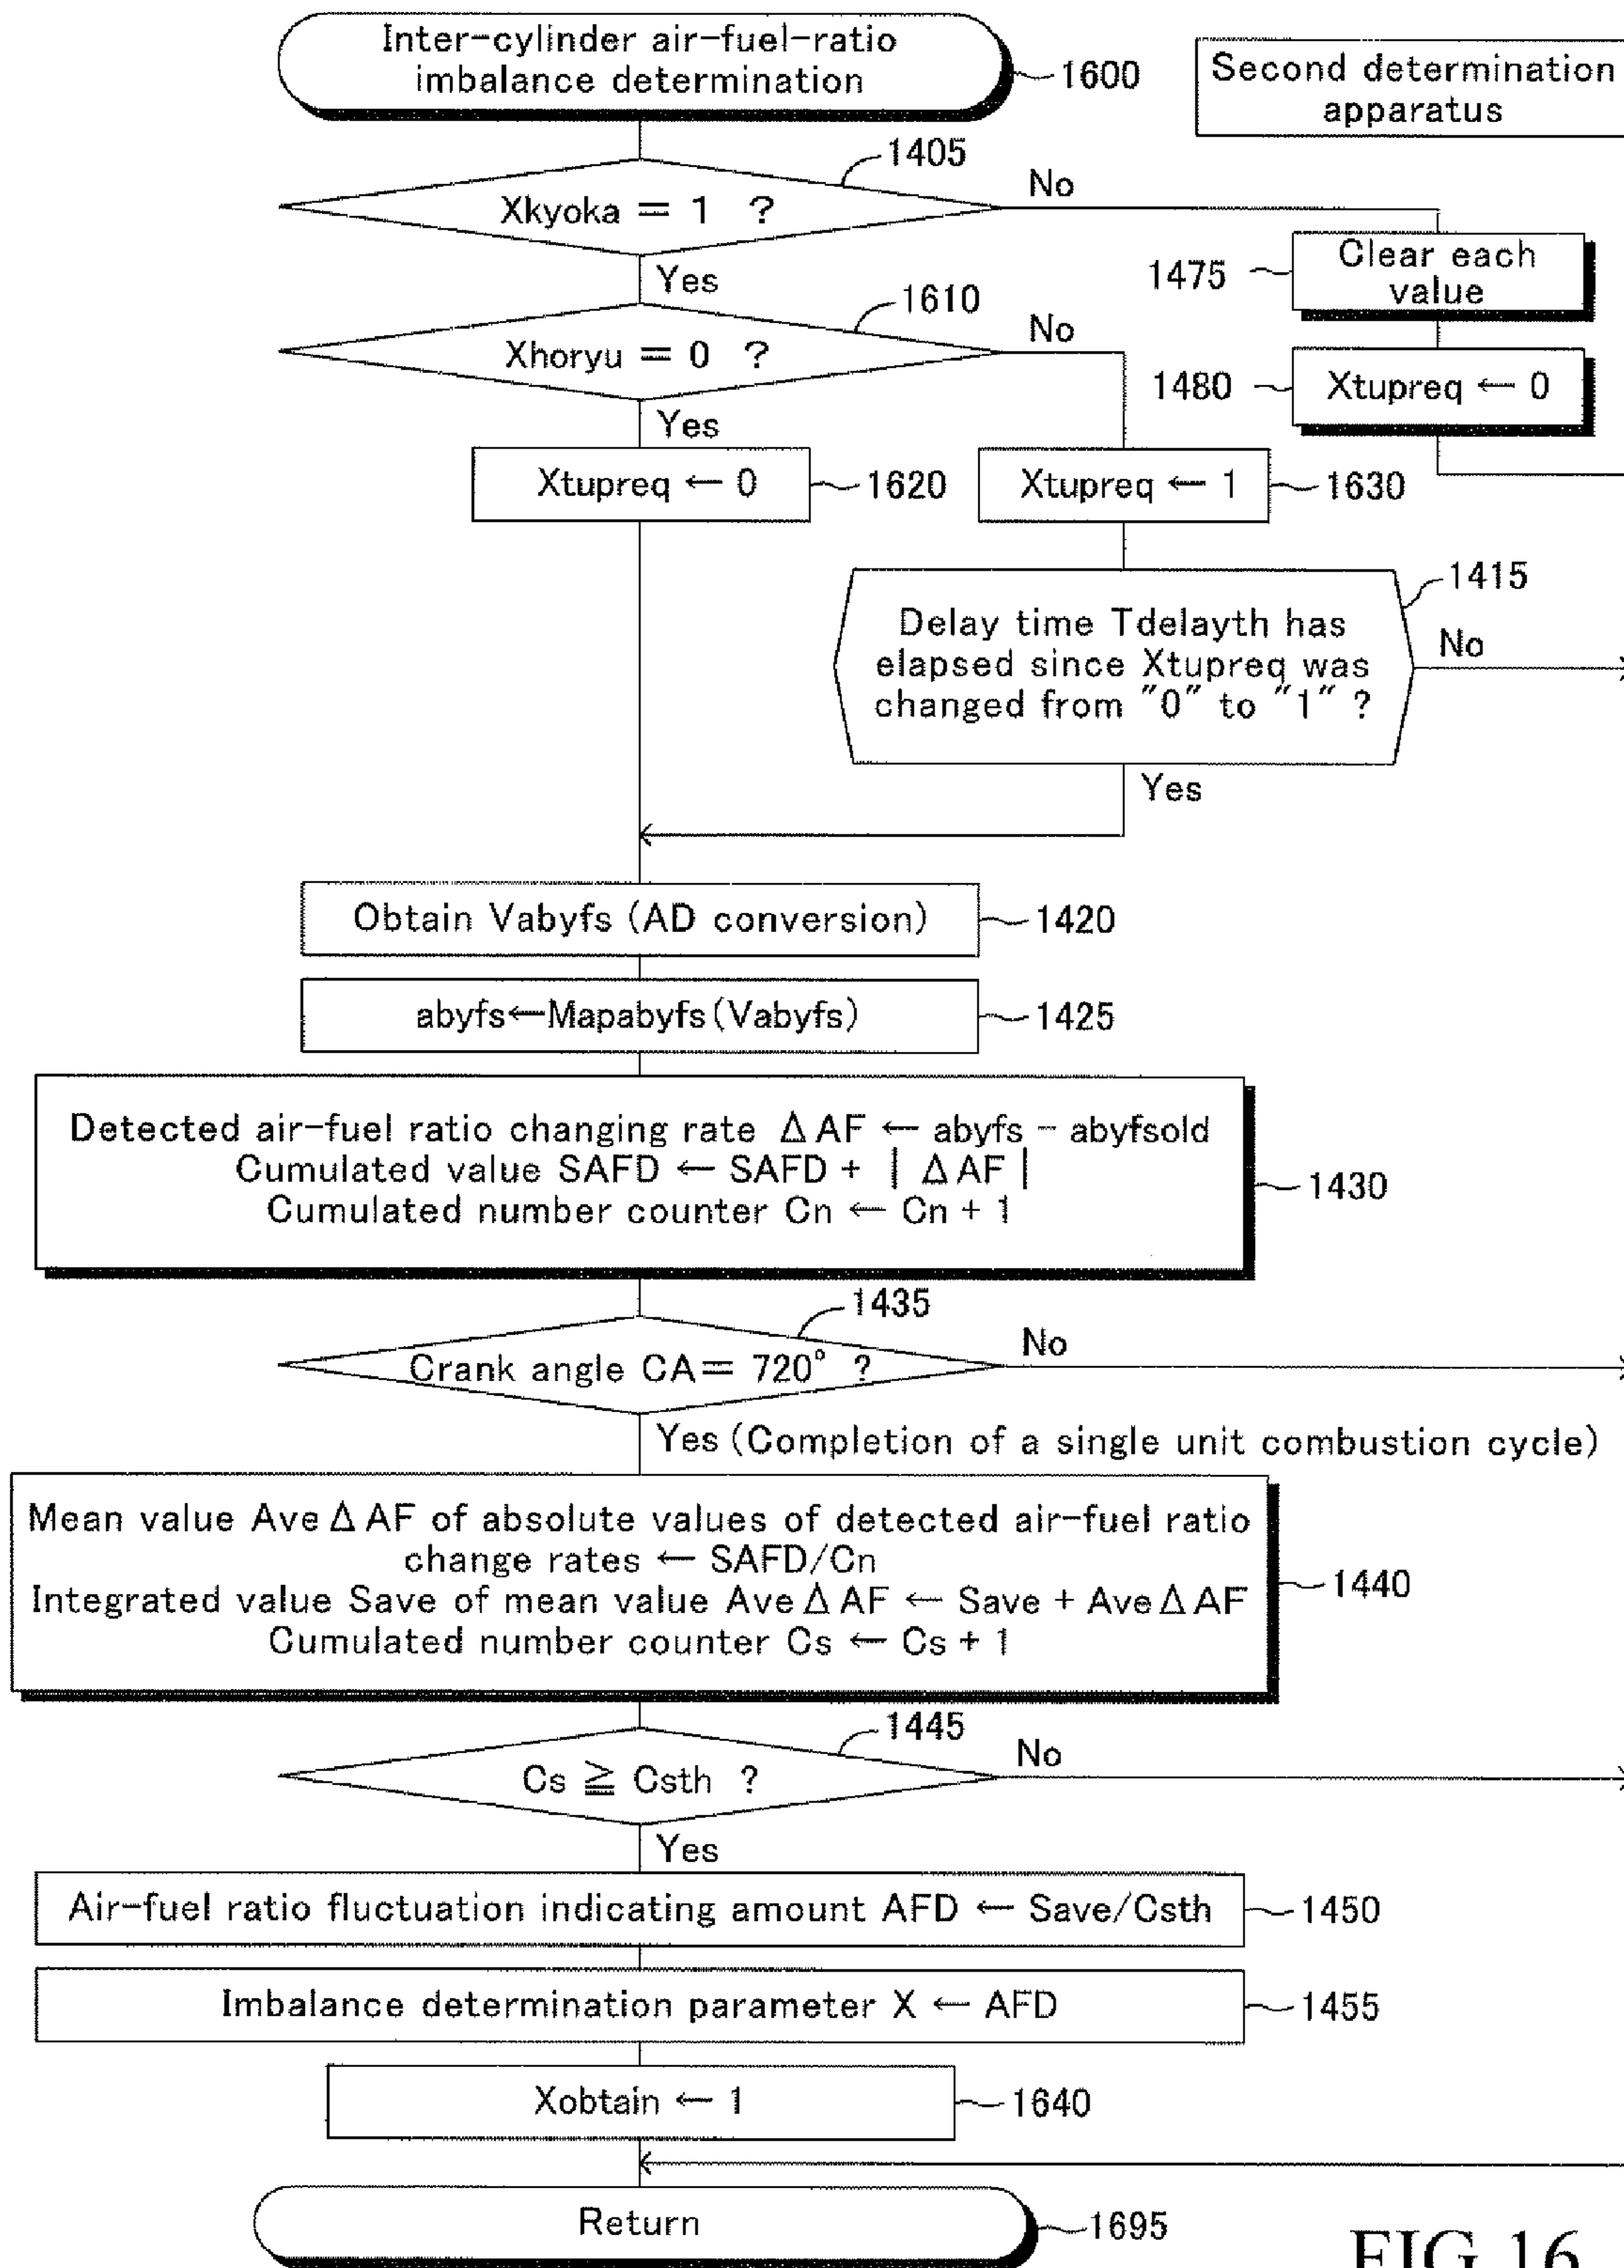 Inter-cylinder air-fuel-ratio
imbalance determination
1600
Second determination
apparatus
1405
Xkyoka = 1 ?
No
Yes
1475
Clear each
value
1610
Xhoryu = 0 ?
No
Yes
1480
Xtupreq ← 0
Xtupreq ← 0
1620
Xtupreq ← 1
1630
1415
Delay time Tdelayth has
elapsed since Xtupreq was
changed from "0" to "1" ?
No
Yes
Obtain Vabyfs (AD conversion)
1420
abyfs←Mapabyfs(Vabyfs)
1425
Detected air-fuel ratio changing rate ΔAF ← abyfs - abyfsold
Cumulated value SAFD ← SAFD + | ΔAF |
Cumulated number counter Cn ← Cn + 1
1430
1435
Crank angle CA= 720° ?
No
Yes (Completion of a single unit combustion cycle)
Mean value AveΔAF of absolute values of detected air-fuel ratio
change rates ← SAFD/Cn
Integrated value Save of mean value AveΔAF ← Save + AveΔAF
Cumulated number counter Cs ← Cs + 1
1440
1445
Cs ≧ Csth ?
No
Yes
Air-fuel ratio fluctuation indicating amount AFD ← Save/Csth
1450
Imbalance determination parameter X ← AFD
1455
Xobtain ← 1
1640
Return
1695
FIG.16